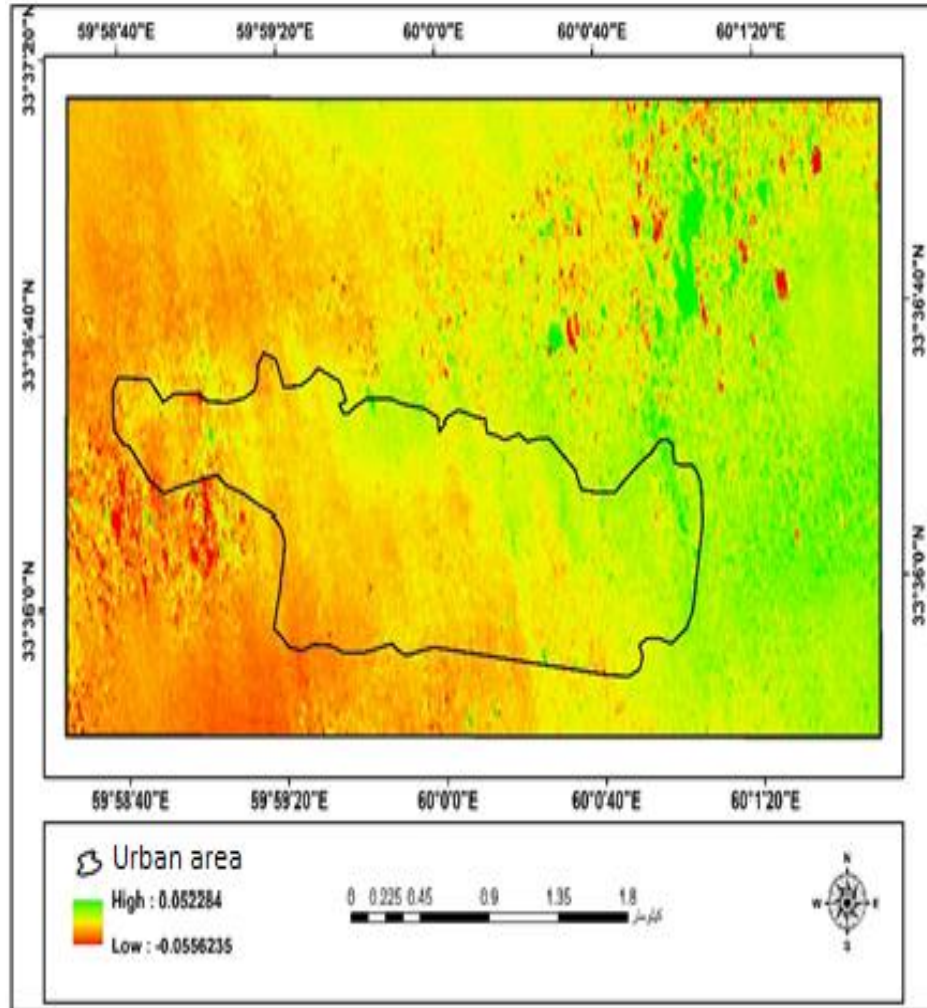 59°58'40"E 59°59'20"E 60°0'0"E 60°0'40"E 60°1'20"E
33°37'20"N
33°36'40"N
33°36'40"N
33°36'0"N
33°36'0"N
59°58'40"E 59°59'20"E 60°0'0"E 60°0'40"E 60°1'20"E
Urban area
High : 0.052284
Low : -0.0556235
0 0.225 0.45 0.9 1.35 1.8
کیلومتر
N
W E
S